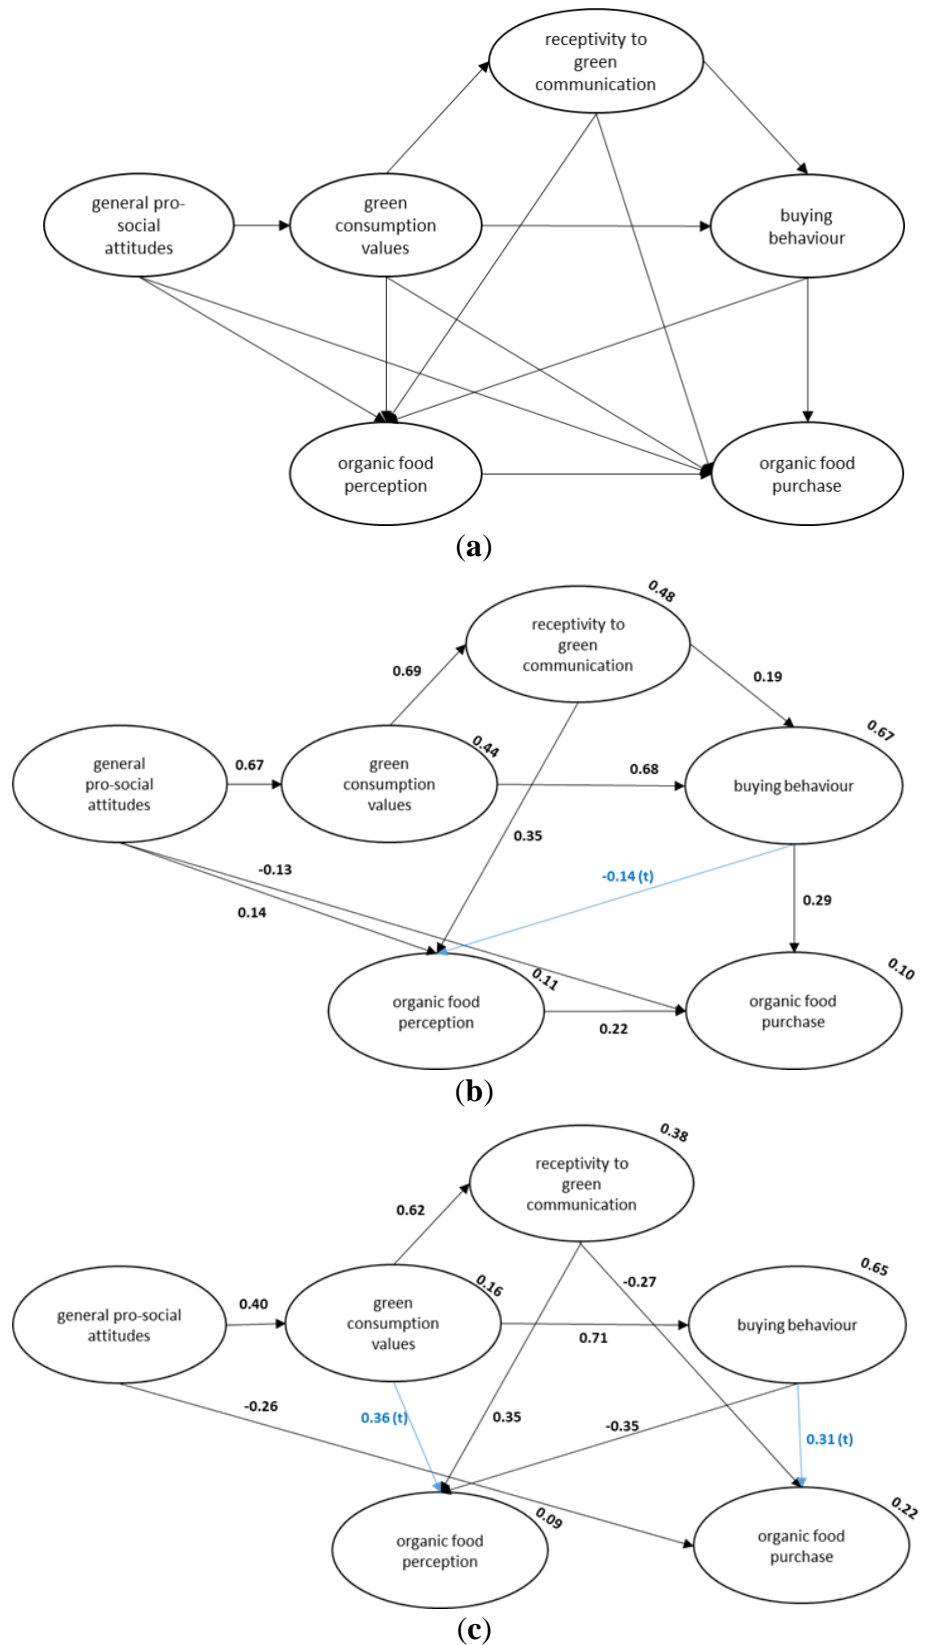 receptivity to
green
communication
general pro-
social
attitudes
green
consumption
values
buying
behaviour
organic food
perception
organic food
purchase
(a)
0.48
receptivity to
green
communication
0.69
0.19
0.67
0.44
general
pro-social
attitudes
0.67
green
consumption
values
0.68
buying behaviour
0.35
-0.13
-0.14 (t)
0.14
0.29
0.10
0.11
organic food
perception
0.22
organic food
purchase
(b)
0.38
receptivity to
green
communication
0.62
-0.27
0.65
0.16
general pro-social
attitudes
0.40
green
consumption
values
0.71
buying behaviour
-0.26
0.36 (t)
0.35
-0.35
0.31 (t)
0.22
0.09
organic food
perception
organic food
purchase
(c)